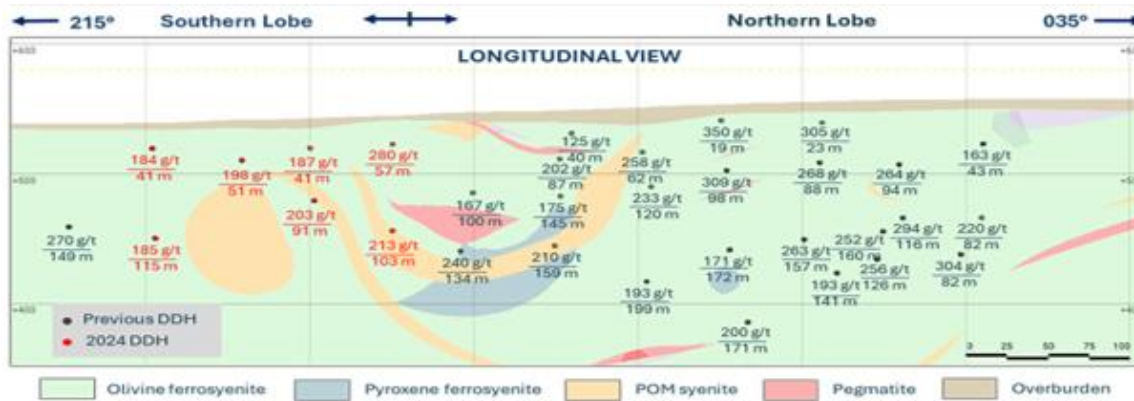 215° Southern Lobe Northern Lobe 035°
LONGITUDINAL VIEW
184 g/t
41 m
198 g/t
51 m
187 g/t
41 m
280 g/t
57 m
203 g/t
91 m
270 g/t
149 m
185 g/t
115 m
213 g/t
103 m
125 g/t
40 m
202 g/t
87 m
167 g/t
100 m
175 g/t
145 m
240 g/t
134 m
210 g/t
159 m
258 g/t
62 m
233 g/t
120 m
193 g/t
199 m
350 g/t
19 m
309 g/t
98 m
171 g/t
172 m
200 g/t
171 m
305 g/t
23 m
268 g/t
88 m
263 g/t
157 m
193 g/t
141 m
264 g/t
94 m
252 g/t
160 m
294 g/t
116 m
256 g/t
126 m
163 g/t
43 m
220 g/t
82 m
304 g/t
82 m
Previous DDH
2024 DDH
0 25 50 75 100
Olivine ferrosyenite Pyroxene ferrosyenite POM syenite Pegmatite Overburden